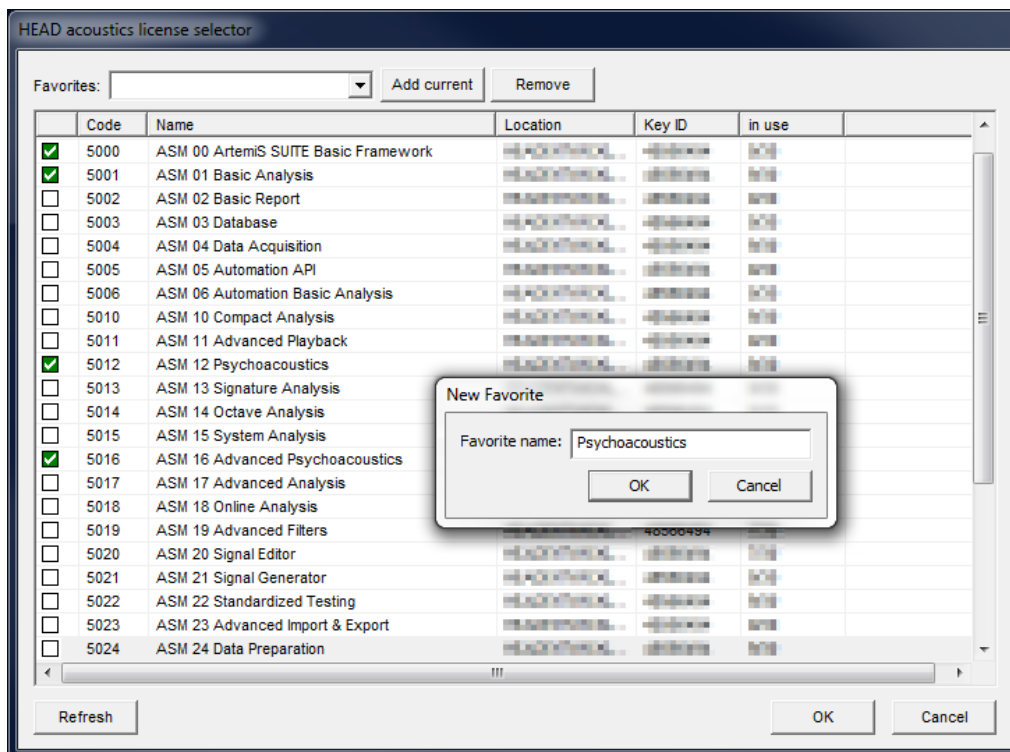 HEAD acoustics license selector
Favorites: Add current Remove
Code Name Location Key ID in use
5000 ASM 00 ArtemiS SUITE Basic Framework
5001 ASM 01 Basic Analysis
5002 ASM 02 Basic Report
5003 ASM 03 Database
5004 ASM 04 Data Acquisition
5005 ASM 05 Automation API
5006 ASM 06 Automation Basic Analysis
5010 ASM 10 Compact Analysis
5011 ASM 11 Advanced Playback
5012 ASM 12 Psychoacoustics
5013 ASM 13 Signature Analysis
5014 ASM 14 Octave Analysis
5015 ASM 15 System Analysis
5016 ASM 16 Advanced Psychoacoustics
5017 ASM 17 Advanced Analysis
5018 ASM 18 Online Analysis
5019 ASM 19 Advanced Filters
5020 ASM 20 Signal Editor
5021 ASM 21 Signal Generator
5022 ASM 22 Standardized Testing
5023 ASM 23 Advanced Import & Export
5024 ASM 24 Data Preparation
New Favorite
Favorite name: Psychoacoustics
OK Cancel
Refresh OK Cancel